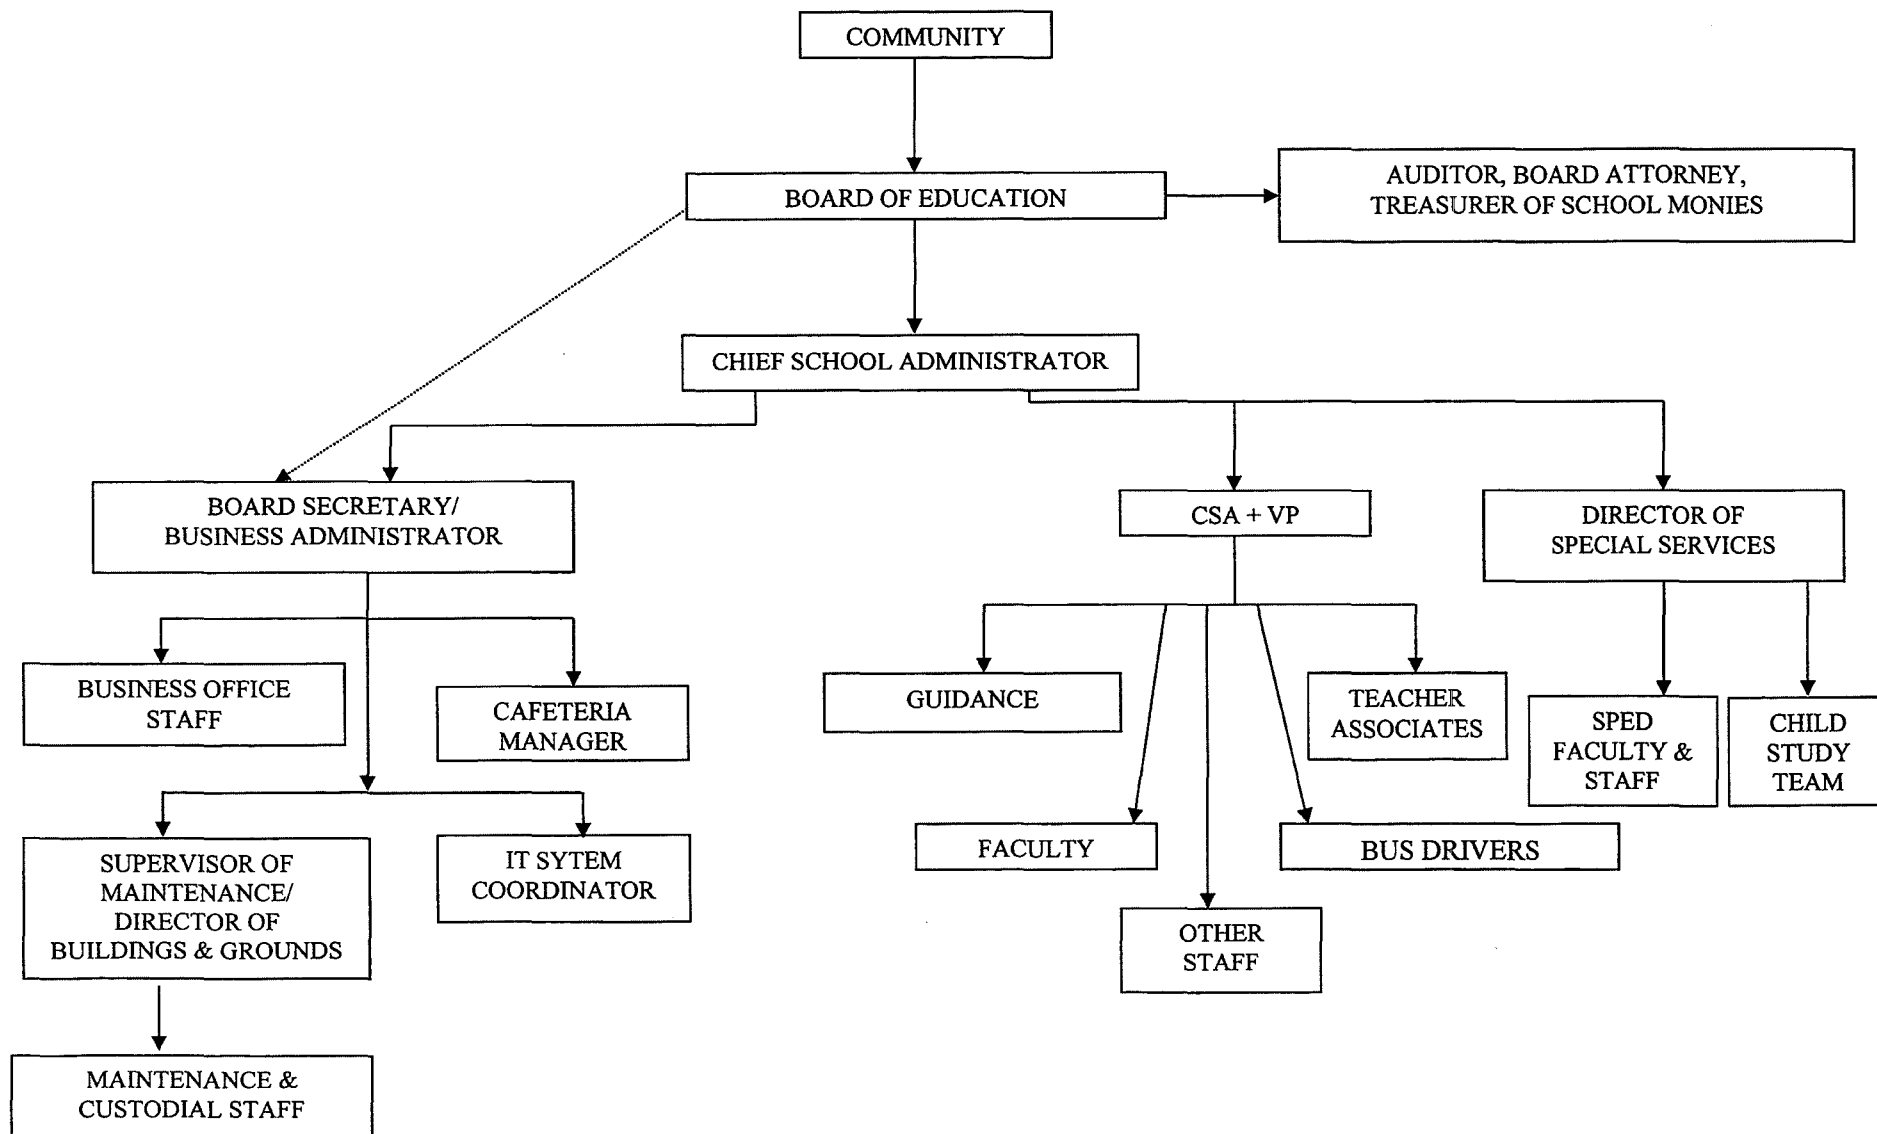 COMMUNITY
BOARD OF EDUCATION
AUDITOR, BOARD ATTORNEY,
TREASURER OF SCHOOL MONIES
CHIEF SCHOOL ADMINISTRATOR
BOARD SECRETARY/
BUSINESS ADMINISTRATOR
CSA + VP
DIRECTOR OF
SPECIAL SERVICES
BUSINESS OFFICE
STAFF
CAFETERIA
MANAGER
GUIDANCE
TEACHER
ASSOCIATES
SPED
FACULTY &
STAFF
CHILD
STUDY
TEAM
SUPERVISOR OF
MAINTENANCE/
DIRECTOR OF
BUILDINGS & GROUNDS
IT SYTEM
COORDINATOR
FACULTY
BUS DRIVERS
OTHER
STAFF
MAINTENANCE &
CUSTODIAL STAFF